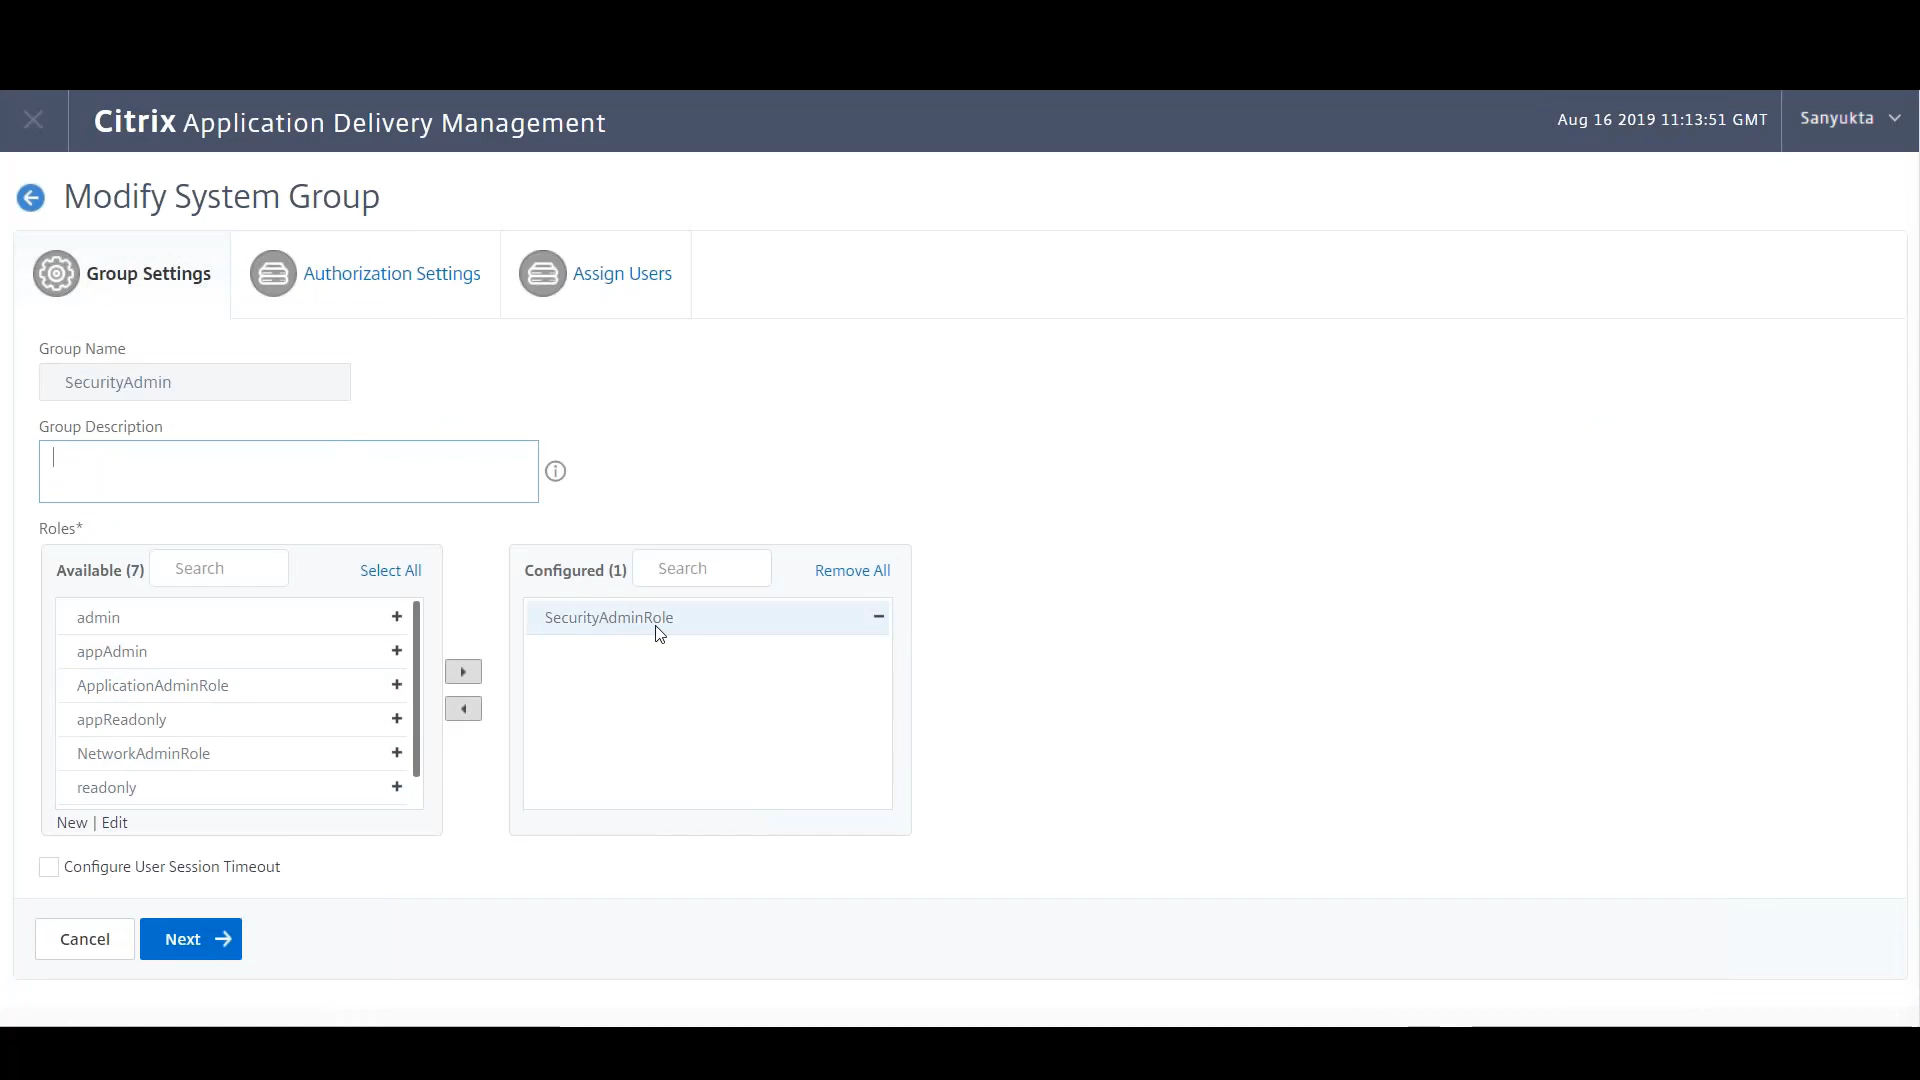 Citrix Application Delivery Management
Aug 16 2019 11:13:51 GMT
Sanyukta
Modify System Group
Group Settings
Authorization Settings
Assign Users
Group Name
SecurityAdmin
Group Description
Roles*
Available (7)
Search
Select All
Configured (1)
Search
Remove All
admin
appAdmin
ApplicationAdminRole
appReadonly
NetworkAdminRole
readonly
SecurityAdminRole
New | Edit
Configure User Session Timeout
Cancel
Next